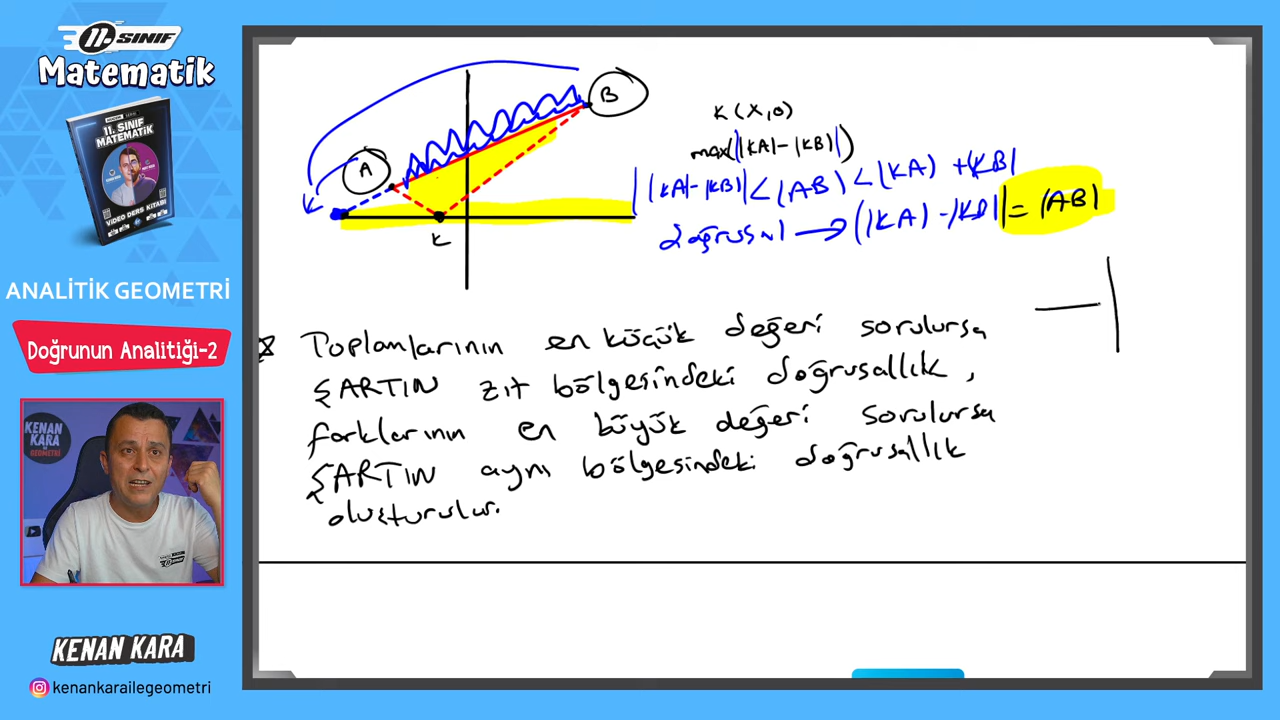 11. SINIF
Matematik
11. SINIF
MATEMATİK
VİDEO DERS KİTABI
ANALİTİK GEOMETRİ
Doğrunun Analitiği-2
KENAN
KARA
GEOMETRİ
11.SINIF
KENAN KARA
kenankarailegeometri
A
B
K
K(x,0)
max(||KA|-|KB||)
||KA|-|KB|| < |AB| < |KA| + |KB|
doğrusal → ||KA|-|KB|| = |AB|
* Toplamlarının en küçük değeri sorulursa
ŞARTIN zıt bölgesindeki doğrusallık,
farklarının en büyük değeri sorulursa
ŞARTIN aynı bölgesindeki doğrusallık
oluşturulur.